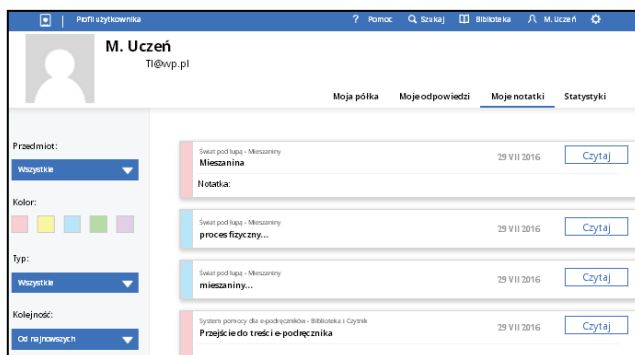 Profil użytkownika ? Pomoc Szukaj Biblioteka M. Uczeń
M. Uczeń
TI@wp.pl
Moja półka Moje odpowiedzi Moje notatki Statystyki
Przedmiot:
Wszystkie
Kolor:
Typ:
Wszystkie
Kolejność:
Od najnowszych
Świat pod lupą - Mieszaniny
Mieszanina
29 VII 2016 Czytaj
Notatka:
Świat pod lupą - Mieszaniny
proces fizyczny...
29 VII 2016 Czytaj
Świat pod lupą - Mieszaniny
mieszaniny...
29 VII 2016 Czytaj
System pomocy dla e-podręczników - Biblioteka i Czytnik
Przejście do treści e-podręcznika
29 VII 2016 Czytaj